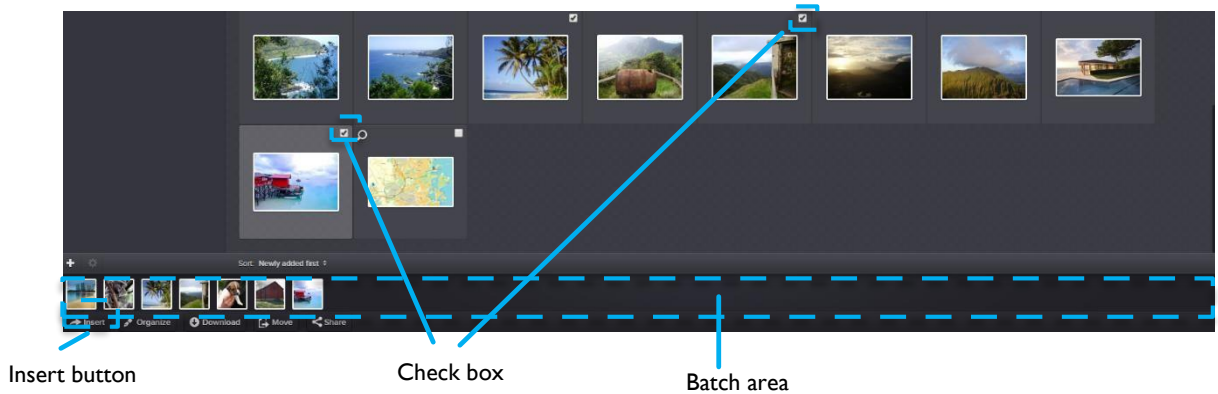 Sort: Newly added first
Insert Organize Download Move Share
Insert button
Check box
Batch area